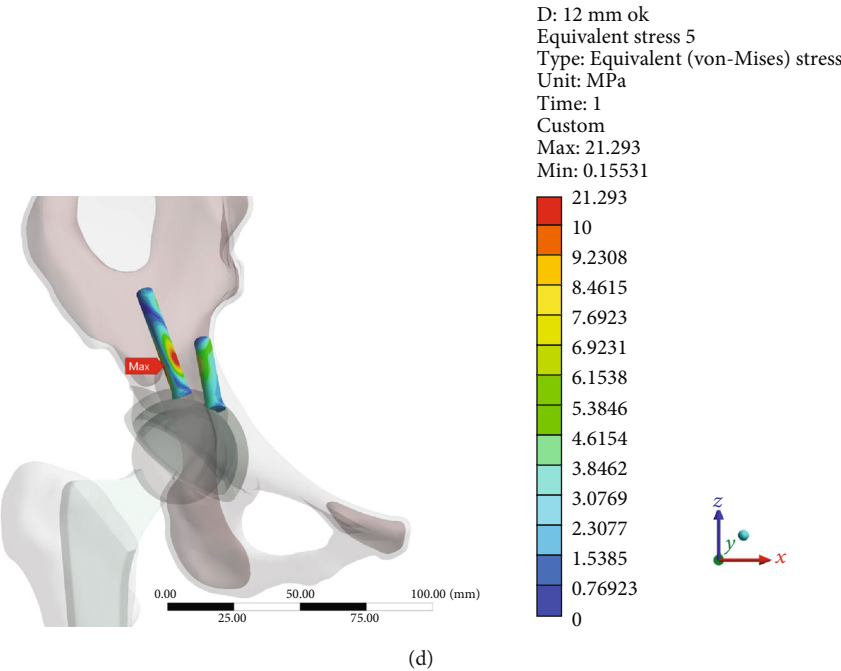 D: 12 mm ok
Equivalent stress 5
Type: Equivalent (von-Mises) stress
Unit: MPa
Time: 1
Custom
Max: 21.293
Min: 0.15531
21.293
10
9.2308
8.4615
7.6923
6.9231
6.1538
5.3846
4.6154
3.8462
3.0769
2.3077
1.5385
0.76923
0
Max
z
y
x
0.00 50.00 100.00 (mm)
25.00 75.00
(d)